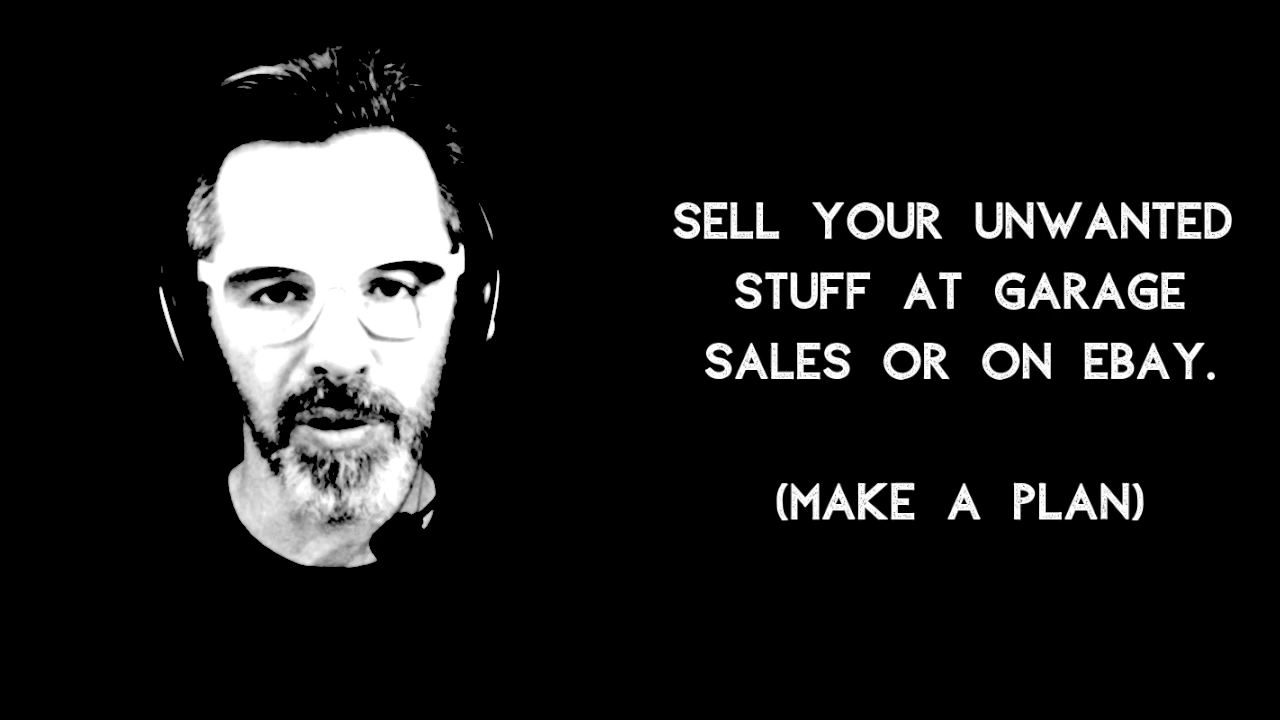 SELL YOUR UNWANTED
STUFF AT GARAGE
SALES OR ON EBAY.
(MAKE A PLAN)